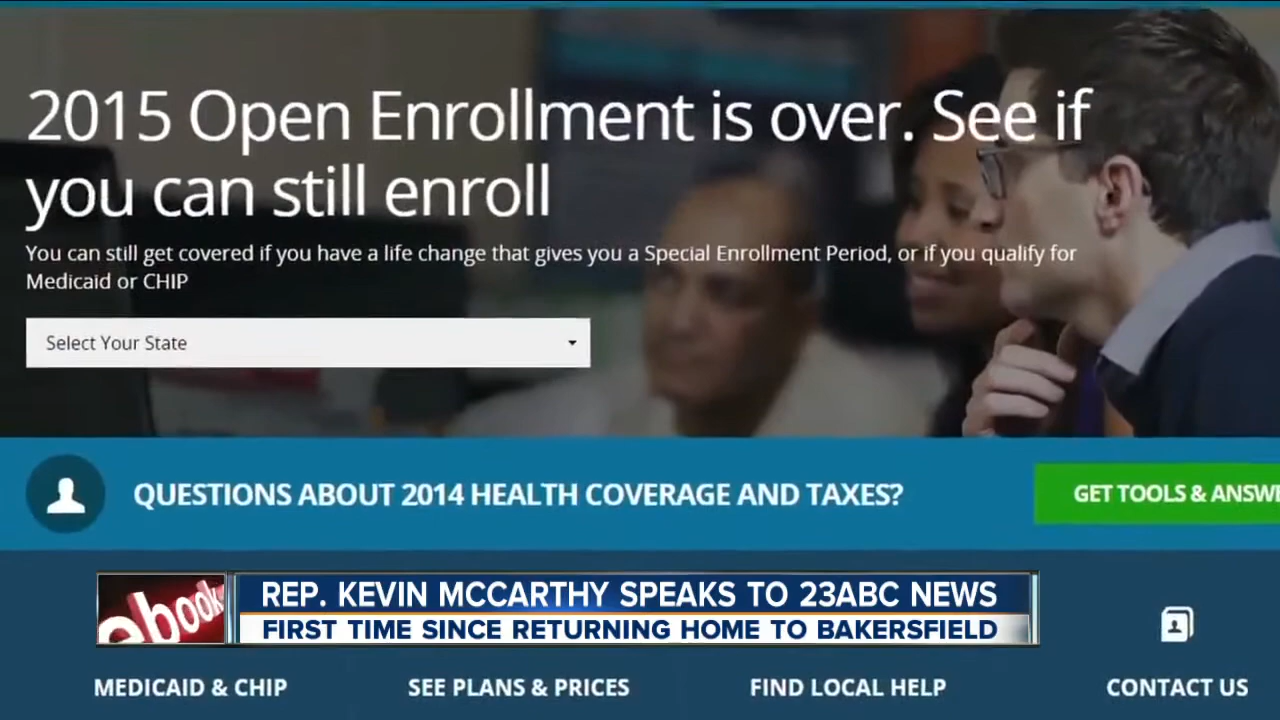 2015 Open Enrollment is over. See if
you can still enroll
You can still get covered if you have a life change that gives you a Special Enrollment Period, or if you qualify for
Medicaid or CHIP
Select Your State
QUESTIONS ABOUT 2014 HEALTH COVERAGE AND TAXES?
GET TOOLS & ANSWE
ebook
REP. KEVIN MCCARTHY SPEAKS TO 23ABC NEWS
FIRST TIME SINCE RETURNING HOME TO BAKERSFIELD
MEDICAID & CHIP
SEE PLANS & PRICES
FIND LOCAL HELP
CONTACT US